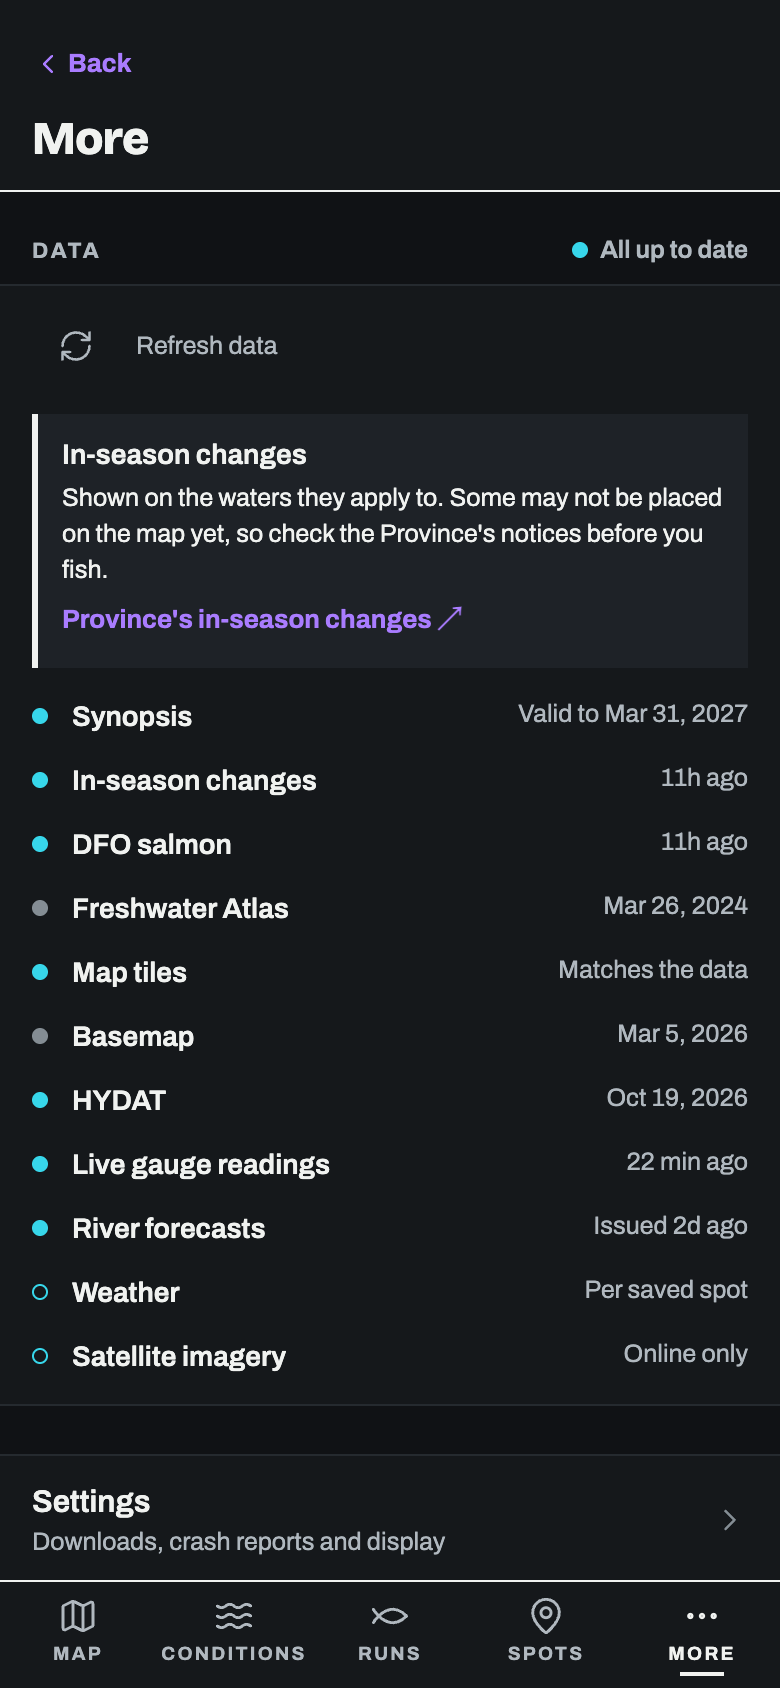 Back
More
DATA
All up to date
Refresh data
In-season changes
Shown on the waters they apply to. Some may not be placed
on the map yet, so check the Province's notices before you
fish.
Province's in-season changes
Synopsis
Valid to Mar 31, 2027
In-season changes
11h ago
DFO salmon
11h ago
Freshwater Atlas
Mar 26, 2024
Map tiles
Matches the data
Basemap
Mar 5, 2026
HYDAT
Oct 19, 2026
Live gauge readings
22 min ago
River forecasts
Issued 2d ago
Weather
Per saved spot
Satellite imagery
Online only
Settings
Downloads, crash reports and display
MAP
CONDITIONS
RUNS
SPOTS
MORE